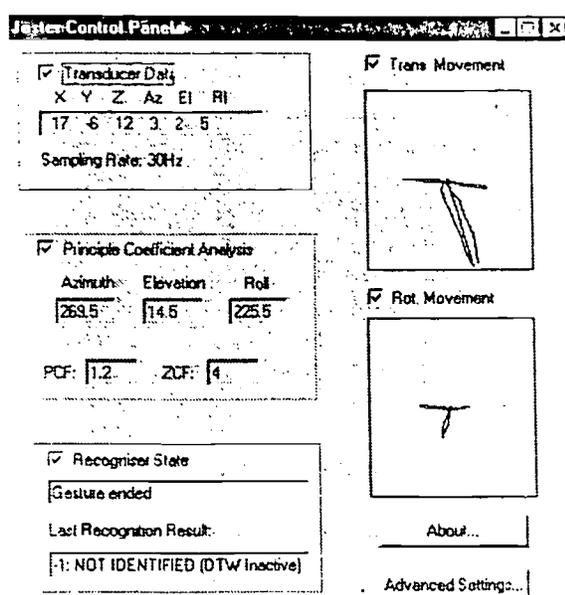 Jester Control Panel
Transducer Data
X Y Z Az El Rl
17 -6 12 3 2 5
Sampling Rate: 30Hz
Principle Coefficient Analysis
Azimuth Elevation Roll
269.5 14.5 225.5
PCF: 1.2 ZCF: 4
Recogniser State
Gesture ended
Last Recognition Result:
-1: NOT IDENTIFIED (DTW Inactive)
Trans. Movement
Rot. Movement
About...
Advanced Settings...